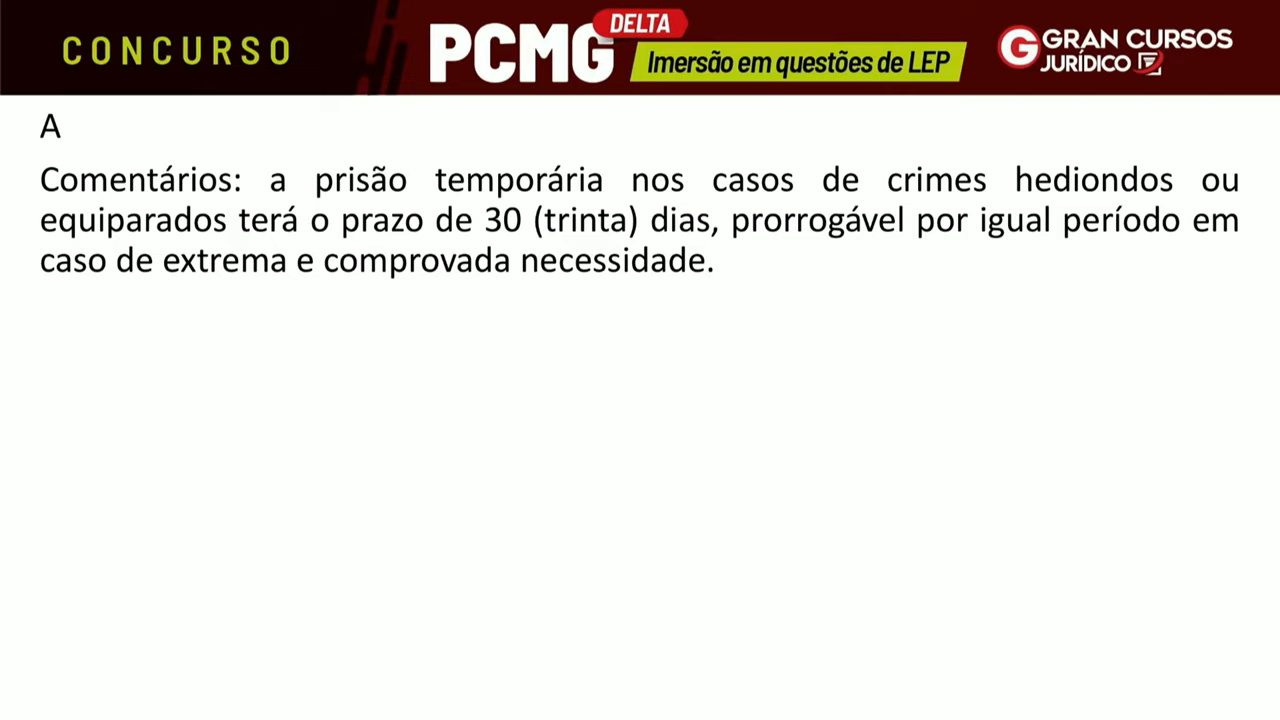 CONCURSO
PCMG
DELTA
Imersão em questões de LEP
GRAN CURSOS
JURÍDICO
A
Comentários: a prisão temporária nos casos de crimes hediondos ou
equiparados terá o prazo de 30 (trinta) dias, prorrogável por igual período em
caso de extrema e comprovada necessidade.